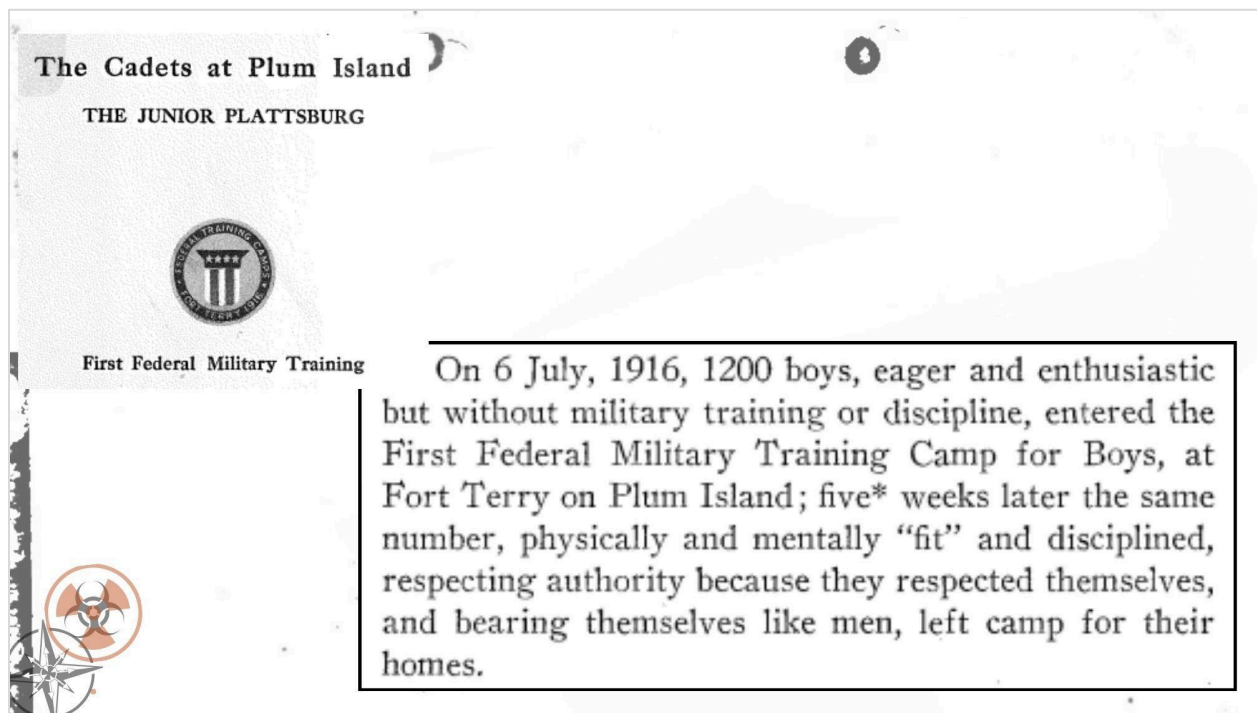 The Cadets at Plum Island
THE JUNIOR PLATTSBURG
FEDERAL TRAINING CAMPS
FORT TERRY 1916
First Federal Military Training
On 6 July, 1916, 1200 boys, eager and enthusiastic
but without military training or discipline, entered the
First Federal Military Training Camp for Boys, at
Fort Terry on Plum Island; five* weeks later the same
number, physically and mentally “fit” and disciplined,
respecting authority because they respected themselves,
and bearing themselves like men, left camp for their
homes.